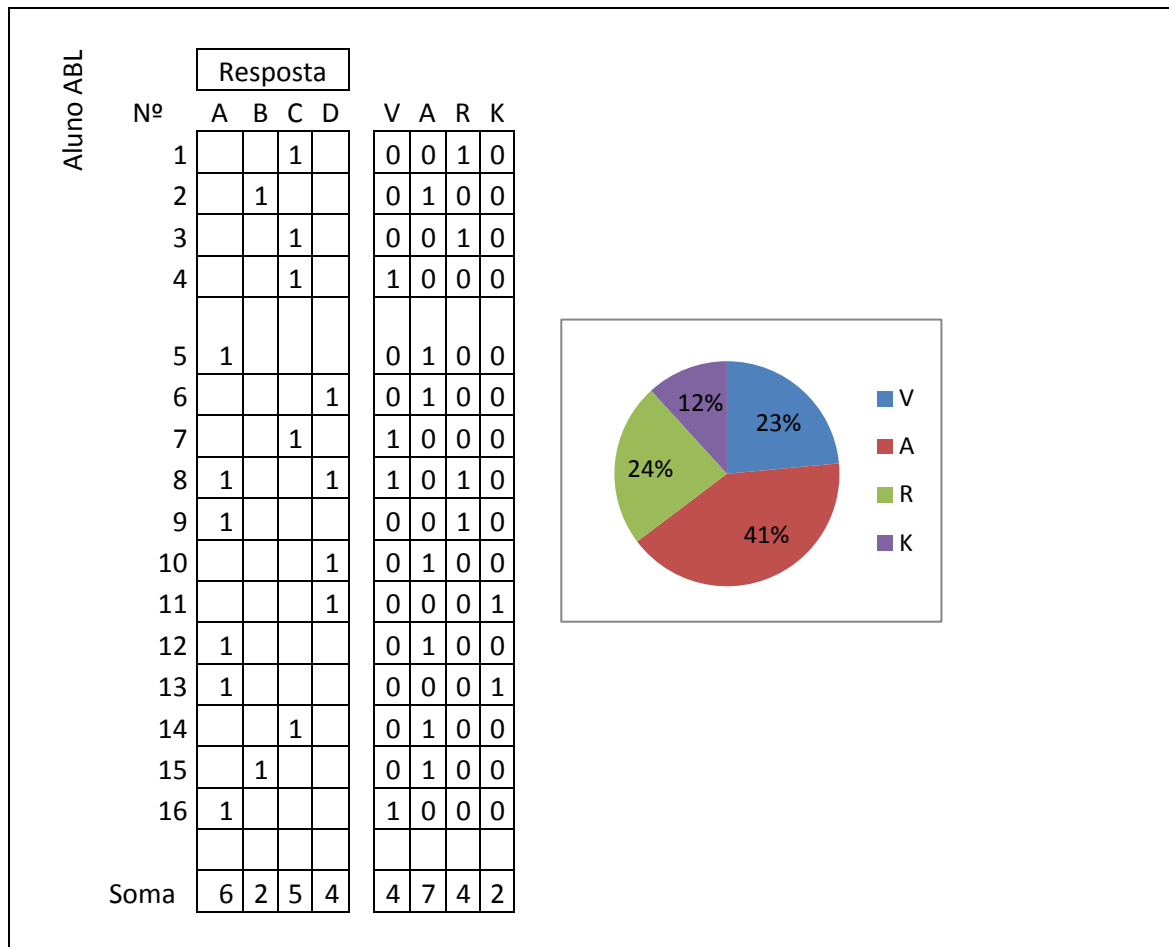 Aluno ABL
Resposta
Nº A B C D V A R K
1 1 0 0 1 0
2 1 0 1 0 0
3 1 0 0 1 0
4 1 1 0 0 0
5 1 0 1 0 0
6 1 0 1 0 0
7 1 1 0 0 0
8 1 1 1 0 1 0
9 1 0 0 1 0
10 1 0 1 0 0
11 1 0 0 0 1
12 1 0 1 0 0
13 1 0 0 0 1
14 1 0 1 0 0
15 1 0 1 0 0
16 1 1 0 0 0
Soma 6 2 5 4 4 7 4 2
23%
41%
24%
12%
V
A
R
K